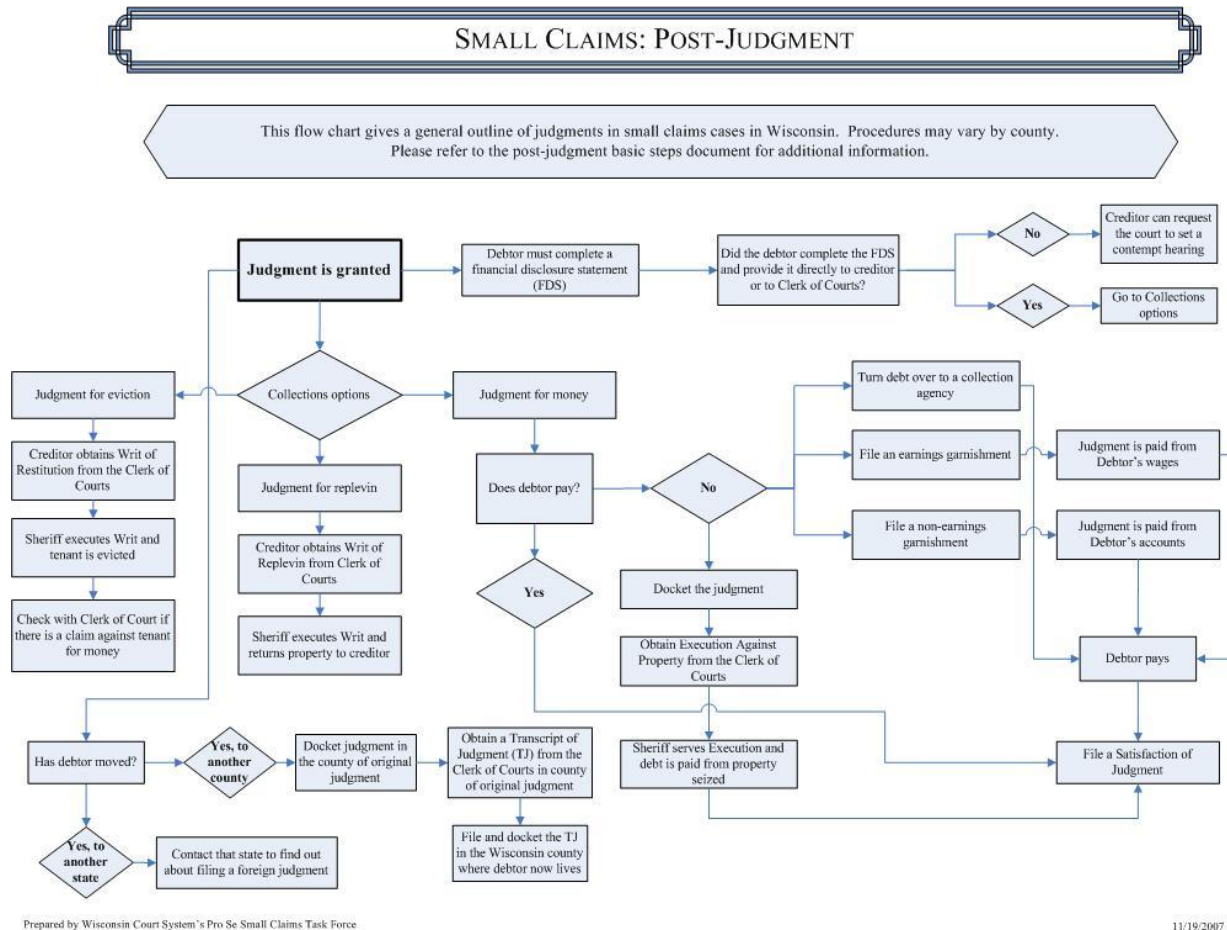 SMALL CLAIMS: POST-JUDGMENT
This flow chart gives a general outline of judgments in small claims cases in Wisconsin. Procedures may vary by county.
Please refer to the post-judgment basic steps document for additional information.
Judgment is granted
Debtor must complete a
financial disclosure statement
(FDS)
Did the debtor complete the FDS
and provide it directly to creditor
or to Clerk of Courts?
No
Creditor can request
the court to set a
contempt hearing
Yes
Go to Collections
options
Judgment for eviction
Collections options
Judgment for money
Turn debt over to a collection
agency
Creditor obtains Writ of
Restitution from the Clerk of
Courts
Sheriff executes Writ and
tenant is evicted
Check with Clerk of Court if
there is a claim against tenant
for money
Judgment for replevin
Creditor obtains Writ of
Replevin from Clerk of
Courts
Sheriff executes Writ and
returns property to creditor
Does debtor pay?
No
Yes
File an earnings garnishment
Judgment is paid from
Debtor's wages
File a non-earnings
garnishment
Judgment is paid from
Debtor's accounts
Docket the judgment
Obtain Execution Against
Property from the Clerk of
Courts
Debtor pays
Sheriff serves Execution and
debt is paid from property
seized
File a Satisfaction of
Judgment
Has debtor moved?
Yes, to
another
county
Docket judgment in
the county of original
judgment
Obtain a Transcript of
Judgment (TJ) from the
Clerk of Courts in county
of original judgment
File and docket the TJ
in the Wisconsin county
where debtor now lives
Yes, to
another
state
Contact that state to find out
about filing a foreign judgment
Prepared by Wisconsin Court System's Pro Se Small Claims Task Force
11/19/2007